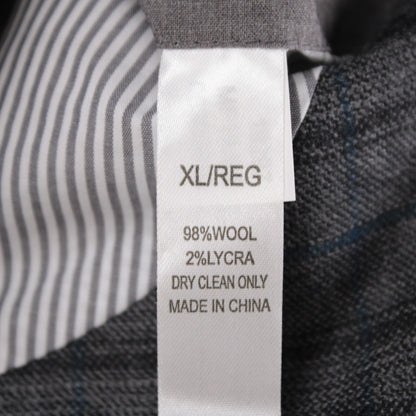 XL/REG
98%WOOL
2%LYCRA
DRY CLEAN ONLY
MADE IN CHINA